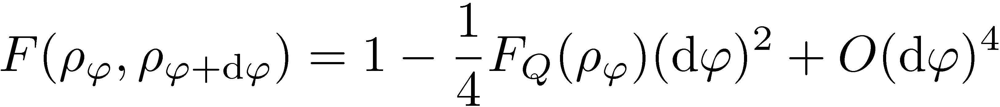 F(ρ_φ, ρ_{φ+dφ}) = 1 − \frac{1}{4} F_Q(ρ_φ)(dφ)^2 + O(dφ)^4